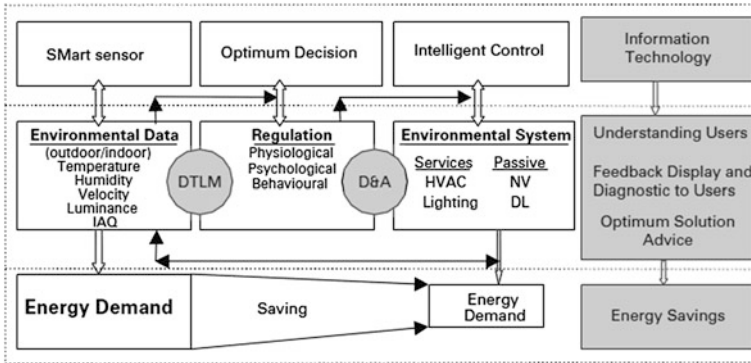 SMart sensor
Optimum Decision
Intelligent Control
Information
Technology
Environmental Data
(outdoor/indoor)
Temperature
Humidity
Velocity
Luminance
IAQ
DTLM
Regulation
Physiological
Psychological
Behavioural
D&A
Environmental System
Services
Passive
HVAC
NV
Lighting
DL
Understanding Users
Feedback Display and
Diagnostic to Users
Optimum Solution
Advice
Energy Demand
Saving
Energy
Demand
Energy Savings